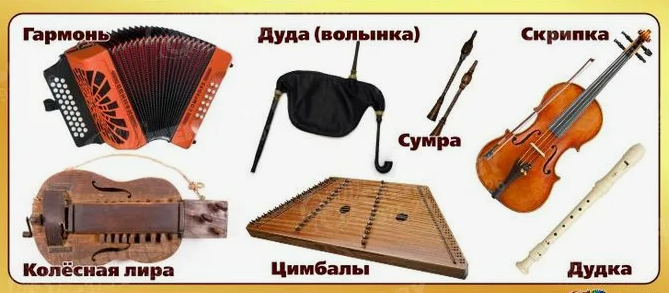 Гармонь
Дуда (волынка)
Скрипка
Сумра
Колёсная лира
Цимбалы
Дудка